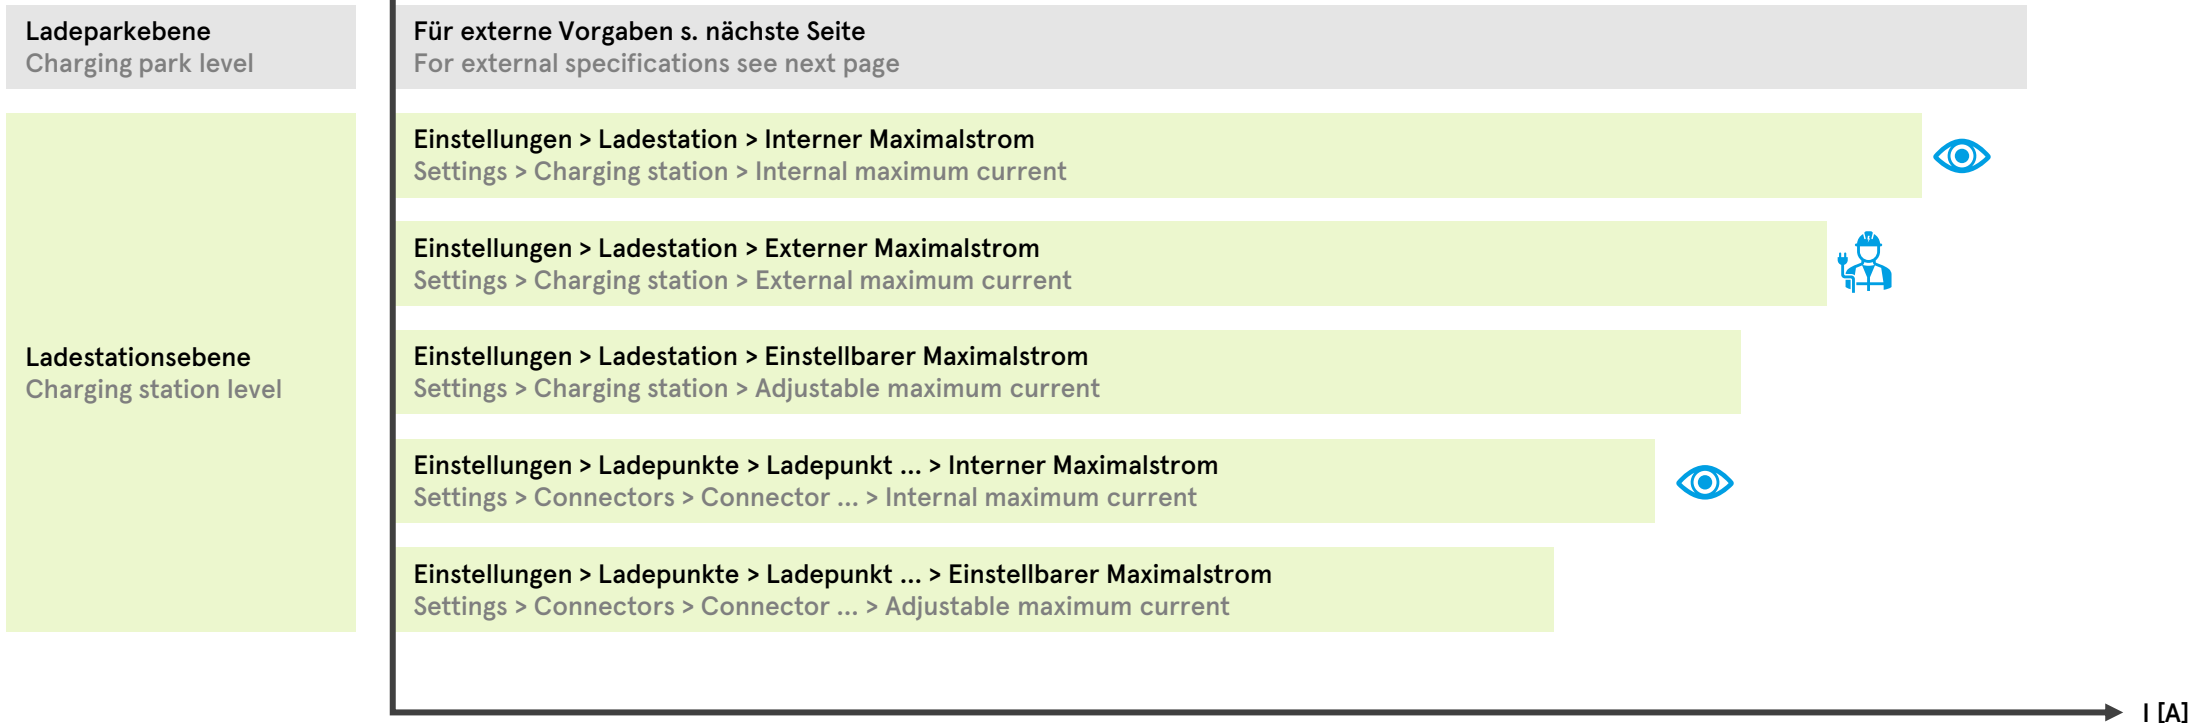 Ladeparkebene
Charging park level
Für externe Vorgaben s. nächste Seite
For external specifications see next page
Einstellungen > Ladestation > Interner Maximalstrom
Settings > Charging station > Internal maximum current
Einstellungen > Ladestation > Externer Maximalstrom
Settings > Charging station > External maximum current
Ladestationsebene
Charging station level
Einstellungen > Ladestation > Einstellbarer Maximalstrom
Settings > Charging station > Adjustable maximum current
Einstellungen > Ladepunkte > Ladepunkt ... > Interner Maximalstrom
Settings > Connectors > Connector ... > Internal maximum current
Einstellungen > Ladepunkte > Ladepunkt ... > Einstellbarer Maximalstrom
Settings > Connectors > Connector ... > Adjustable maximum current
I [A]